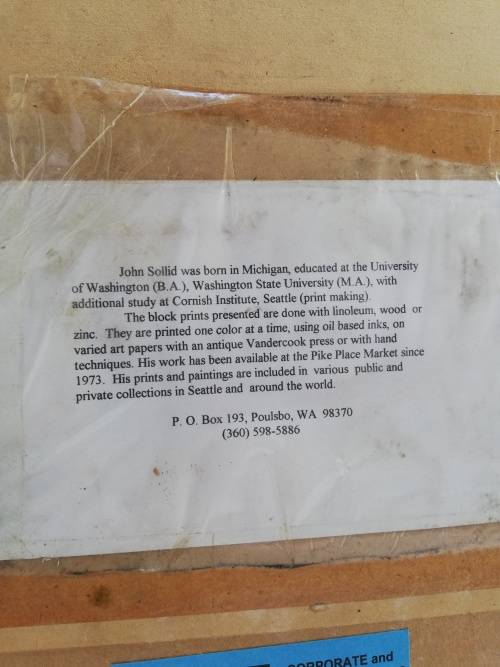 John Sollid was born in Michigan, educated at the University
of Washington (B.A.), Washington State University (M.A.), with
additional study at Cornish Institute, Seattle (print making).
The block prints presented are done with linoleum, wood or
zinc. They are printed one color at a time, using oil based inks, on
varied art papers with an antique Vandercook press or with hand
techniques. His work has been available at the Pike Place Market since
1973. His prints and paintings are included in various public and
private collections in Seattle and around the world.
P. O. Box 193, Poulsbo, WA 98370
(360) 598-5886
CORPORATE and